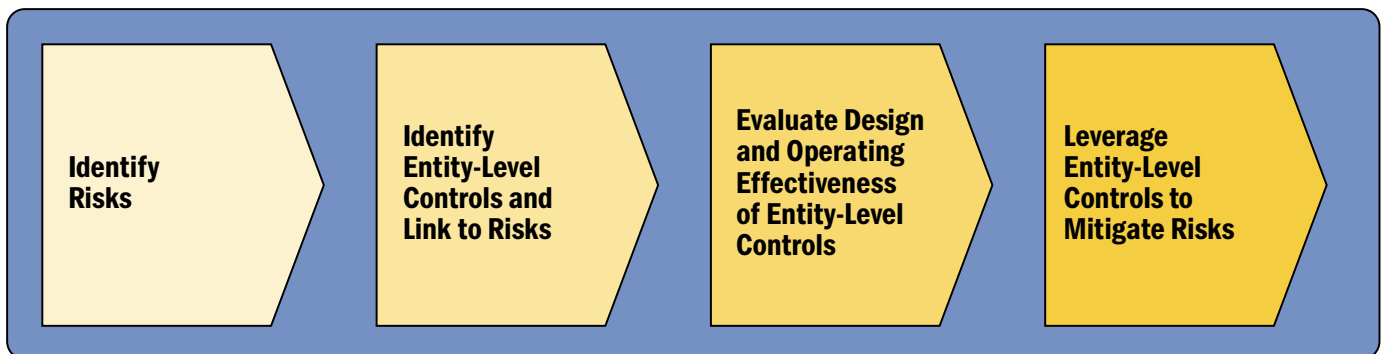 Identify
Risks
Identify
Entity-Level
Controls and
Link to Risks
Evaluate Design
and Operating
Effectiveness
of Entity-Level
Controls
Leverage
Entity-Level
Controls to
Mitigate Risks